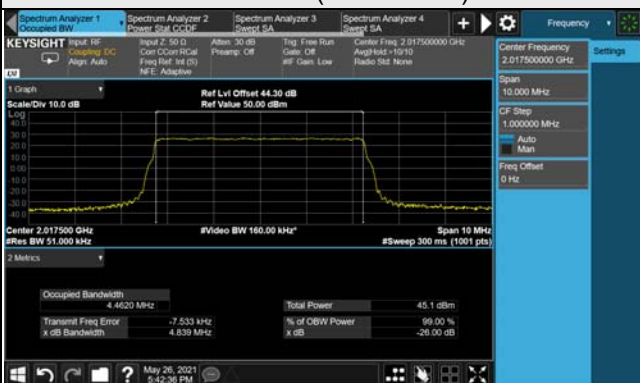 Spectrum Analyzer 1
Occupied BW
Spectrum Analyzer 2
Power Stat CCDF
Spectrum Analyzer 3
Swept SA
Spectrum Analyzer 4
Swept SA
Frequency
KEYSIGHT
Input: RF
Coupling: DC
Align: Auto
Input Z: 50 Ω
Corr CCorr RCal
Freq Ref: Int (S)
NFE: Adaptive
Atten: 30 dB
Preamp: Off
Trig: Free Run
Gate: Off
#IF Gain: Low
Center Freq: 2.017500000 GHz
Avg|Hold:>10/10
Radio Std: None
LXI
Center Frequency
2.017500000 GHz
Settings
Span
10.000 MHz
CF Step
1.000000 MHz
Auto
Man
Freq Offset
0 Hz
1 Graph
Scale/Div 10.0 dB
Ref Lvl Offset 44.30 dB
Ref Value 50.00 dBm
Log
40.0
30.0
20.0
10.0
0.00
-10.0
-20.0
-30.0
-40.0
Center 2.017500 GHz
#Res BW 51.000 kHz
#Video BW 160.00 kHz*
Span 10 MHz
#Sweep 300 ms (1001 pts)
2 Metrics
Occupied Bandwidth
4.4620 MHz
Total Power
45.1 dBm
Transmit Freq Error
-7.533 kHz
% of OBW Power
99.00 %
x dB Bandwidth
4.839 MHz
x dB
-26.00 dB
?
May 26, 2021
5:42:36 PM